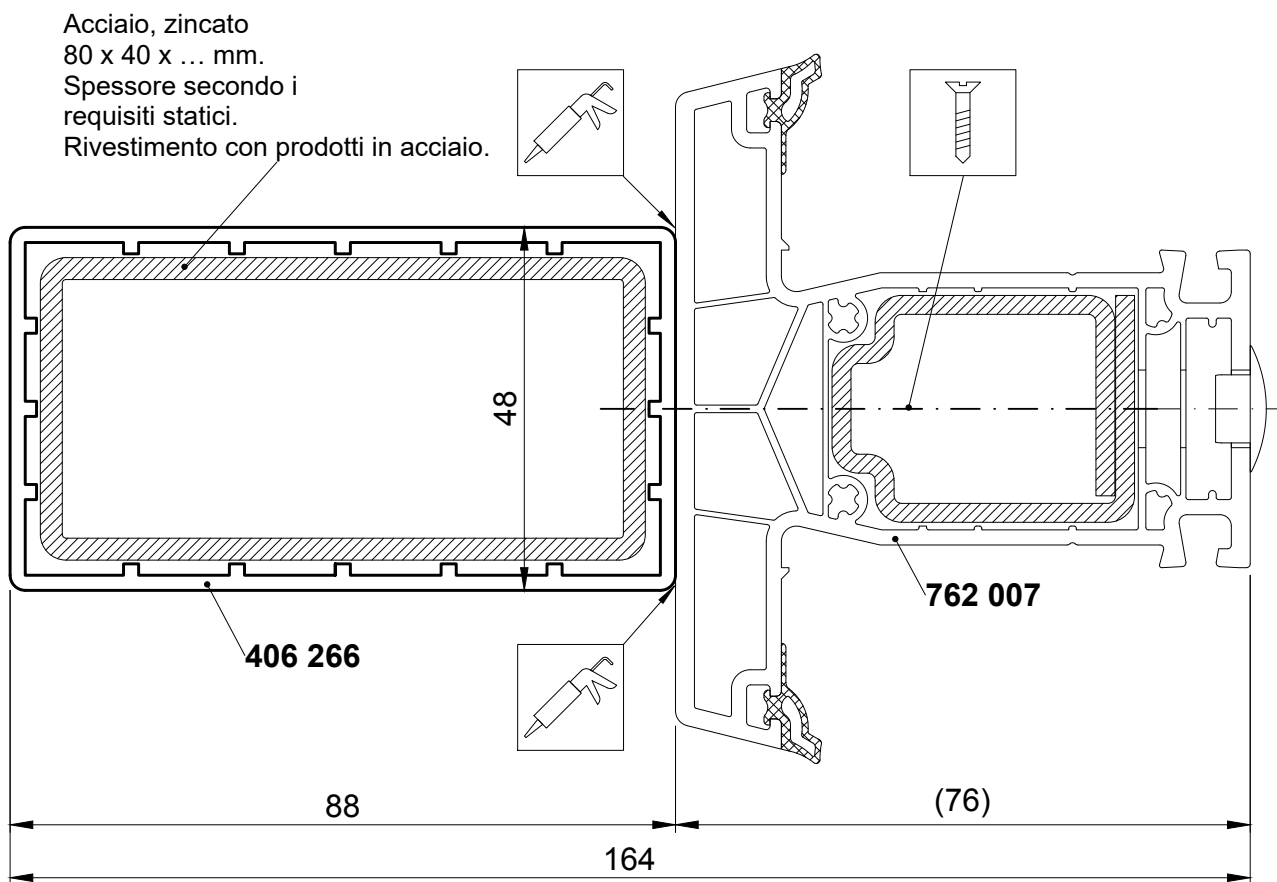 Acciaio, zincato
80 x 40 x … mm.
Spessore secondo i
requisiti statici.
Rivestimento con prodotti in acciaio.
48
762 007
406 266
88
(76)
164